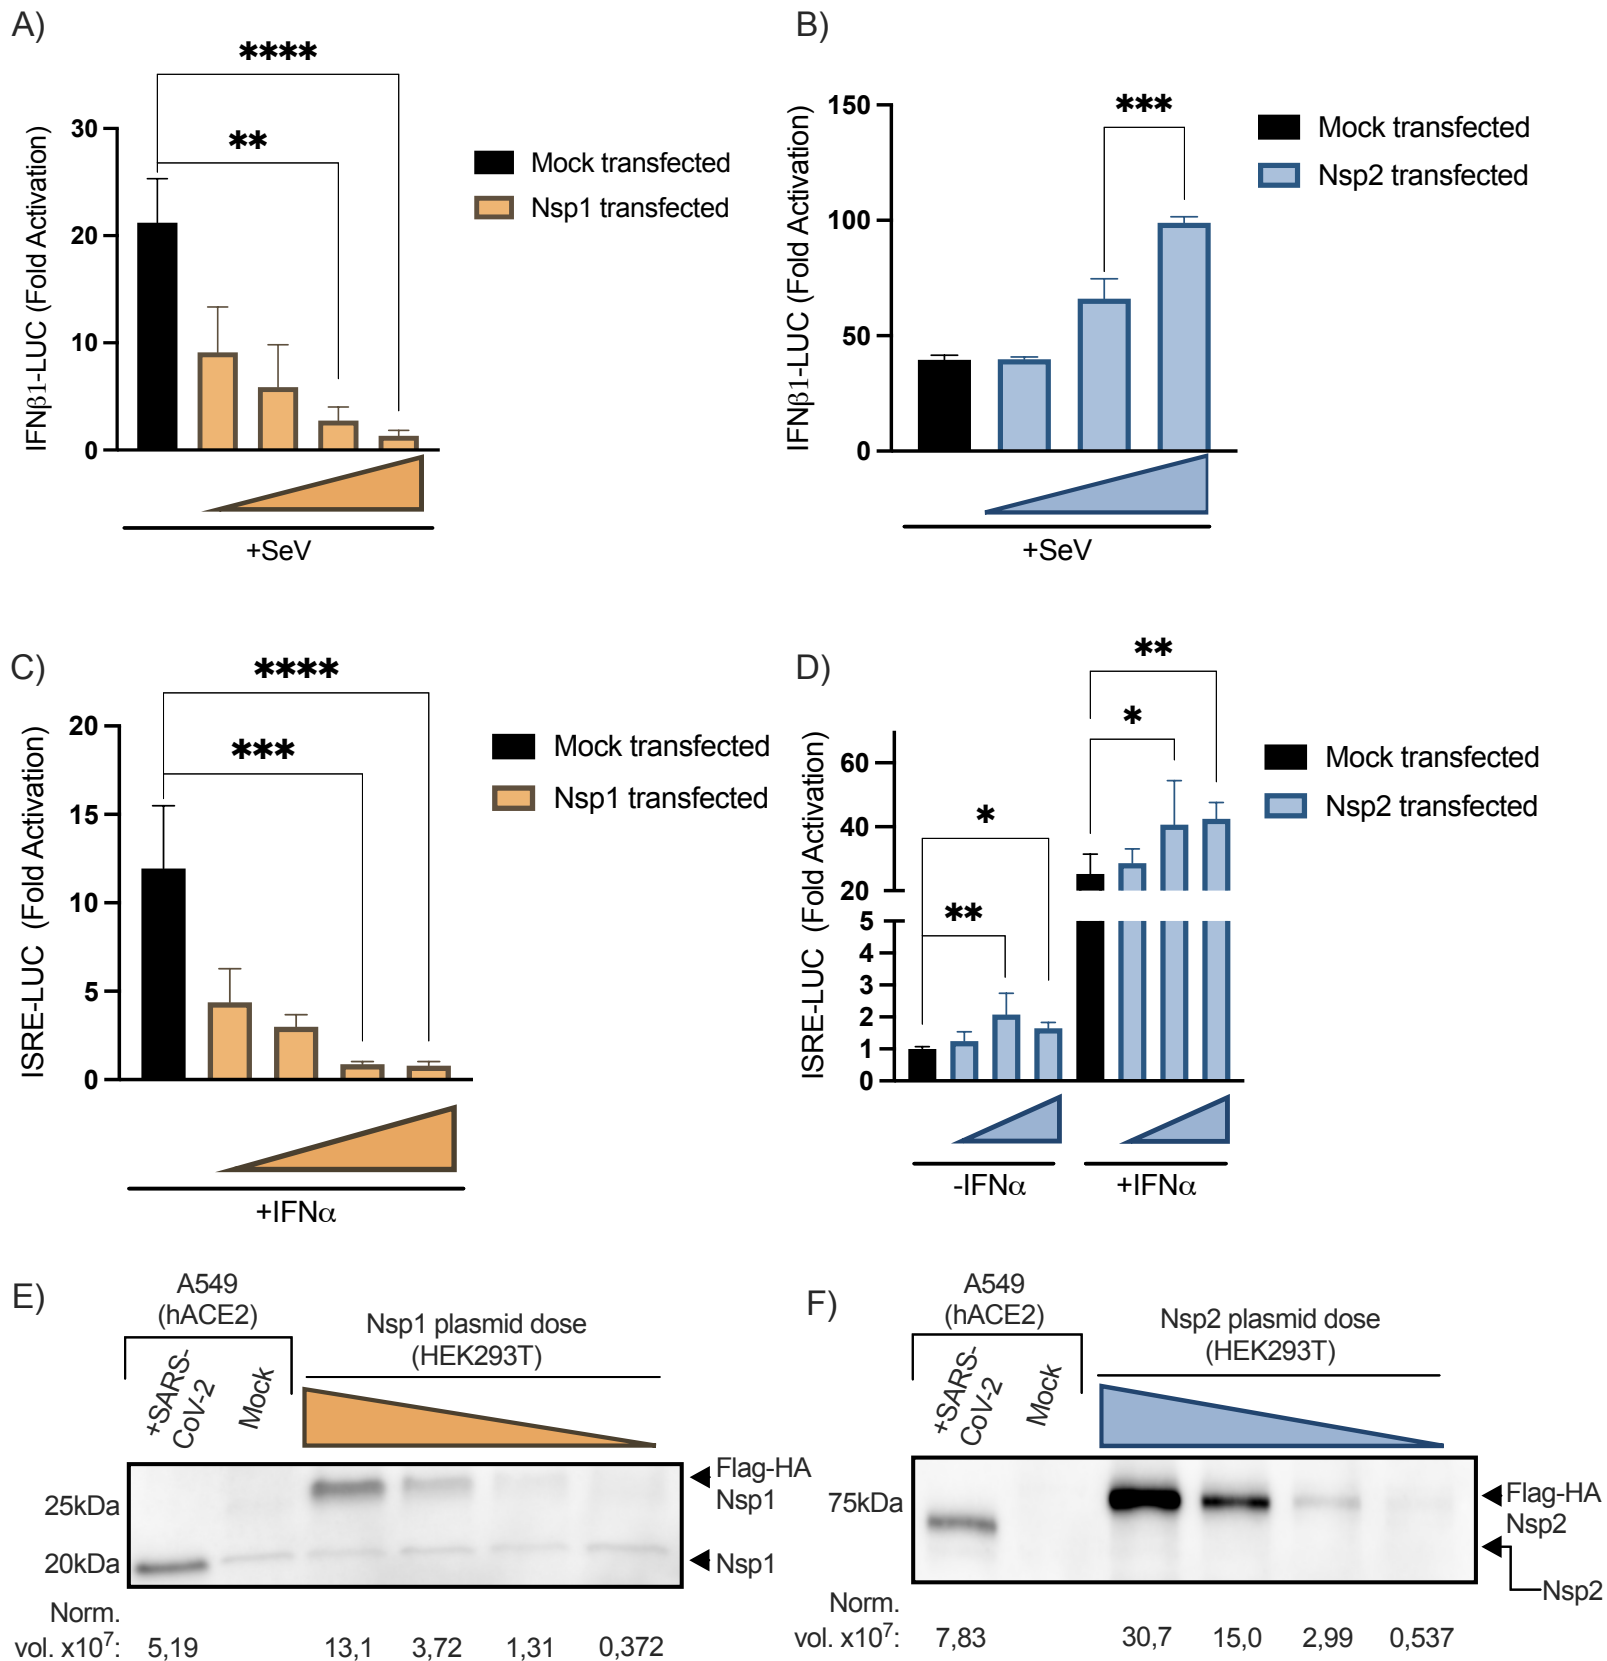 A)
****
**
IFNβ1-LUC (Fold Activation)
30
20
10
0
Mock transfected
Nsp1 transfected
+SeV
B)
***
IFNβ1-LUC (Fold Activation)
150
100
50
0
Mock transfected
Nsp2 transfected
+SeV
C)
****
***
ISRE-LUC (Fold Activation)
20
15
10
5
0
Mock transfected
Nsp1 transfected
+IFNα
D)
**
*
*
**
ISRE-LUC (Fold Activation)
60
40
20
5
4
3
2
1
0
Mock transfected
Nsp2 transfected
-IFNα
+IFNα
E)
A549
(hACE2)
+SARS-
CoV-2
Mock
Nsp1 plasmid dose
(HEK293T)
25kDa
20kDa
Flag-HA
Nsp1
Nsp1
Norm.
vol. x10⁷: 5,19 13,1 3,72 1,31 0,372
F)
A549
(hACE2)
+SARS-
CoV-2
Mock
Nsp2 plasmid dose
(HEK293T)
75kDa
Flag-HA
Nsp2
Nsp2
Norm.
vol. x10⁷: 7,83 30,7 15,0 2,99 0,537